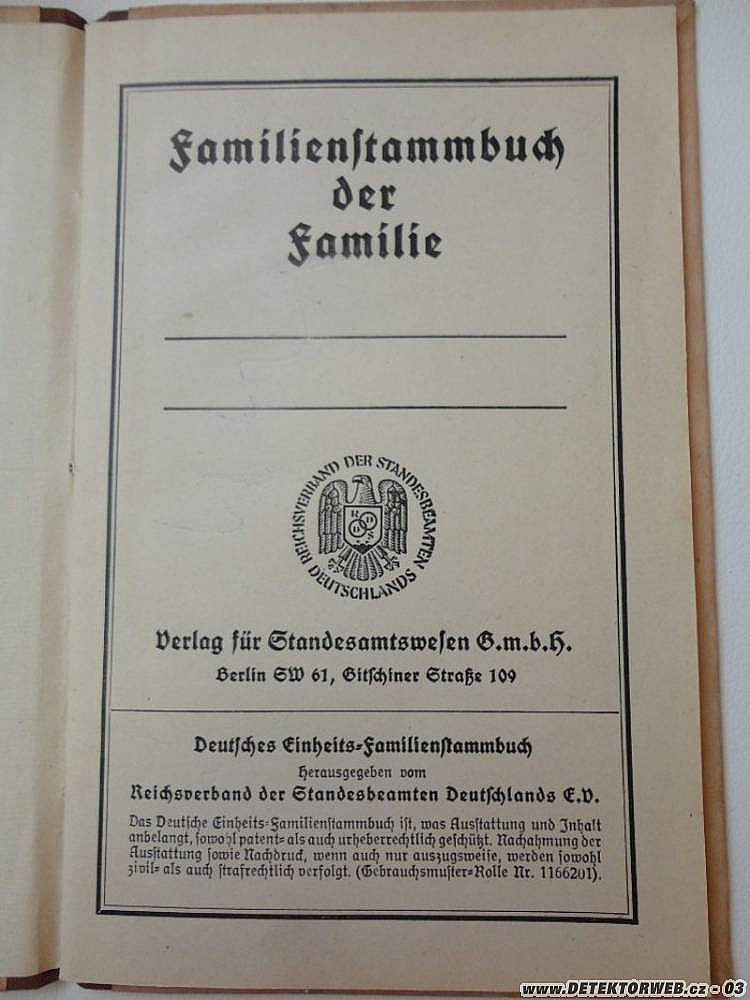 Familienstammbuch
der
Familie
REICHSVERBAND DER STANDESBEAMTEN
DEUTSCHLANDS
R D
S
Verlag für Standesamtswesen G.m.b.H.
Berlin SW 61, Gitschiner Straße 109
Deutsches Einheits-Familienstammbuch
Herausgegeben vom
Reichsverband der Standesbeamten Deutschlands E.V.
Das Deutsche Einheits-Familienstammbuch ist, was Ausstattung und Inhalt
anbelangt, sowohl patent- als auch urheberrechtlich geschützt. Nachahmung der
Ausstattung sowie Nachdruck, wenn auch nur auszugsweise, werden sowohl
zivil- als auch strafrechtlich verfolgt. (Gebrauchsmuster-Rolle Nr. 1166201).
www.DETEKTORWEB.cz - 03